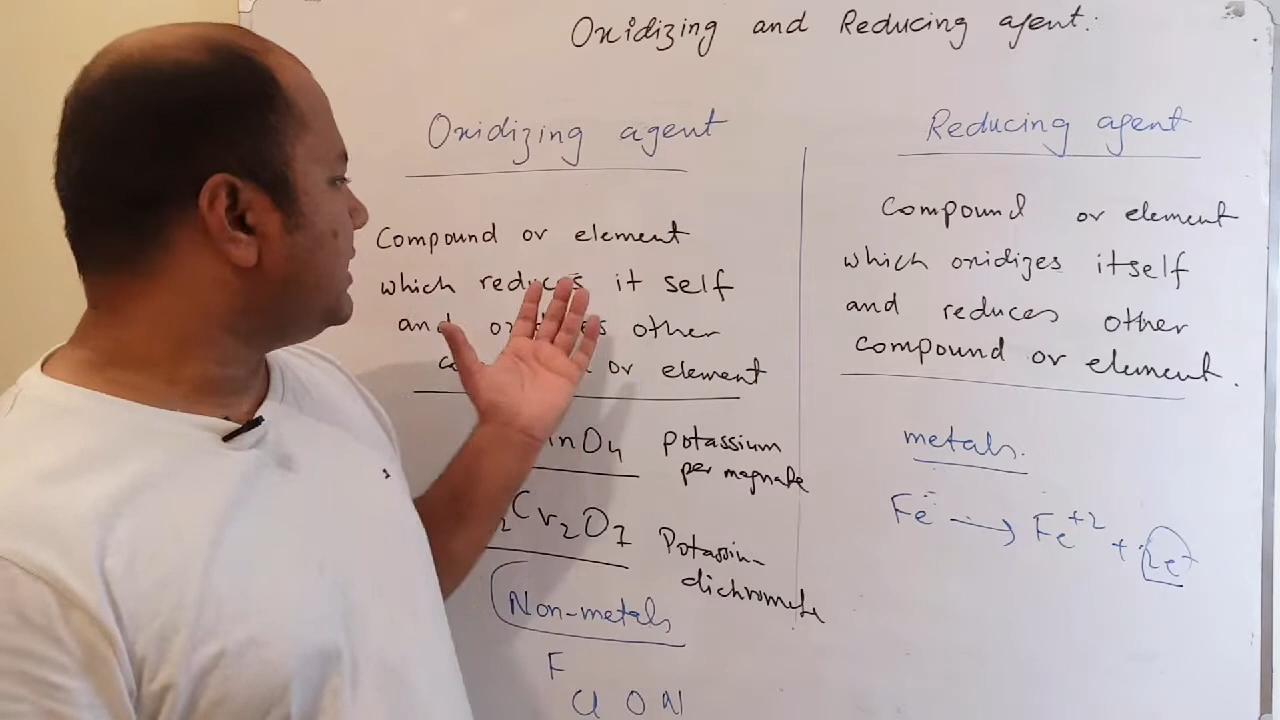 Oxidizing and Reducing agent:
Oxidizing agent
Compound or element
which reduces it self
and other
or element
nO4 potassium
per magnate
2Cr2O7 Potassium
dichromate
Non-metals
F
Cl O N
Reducing agent
Compound or element
which oxidizes itself
and reduces other
compound or element.
metals.
Fe → Fe+2 + 2e-